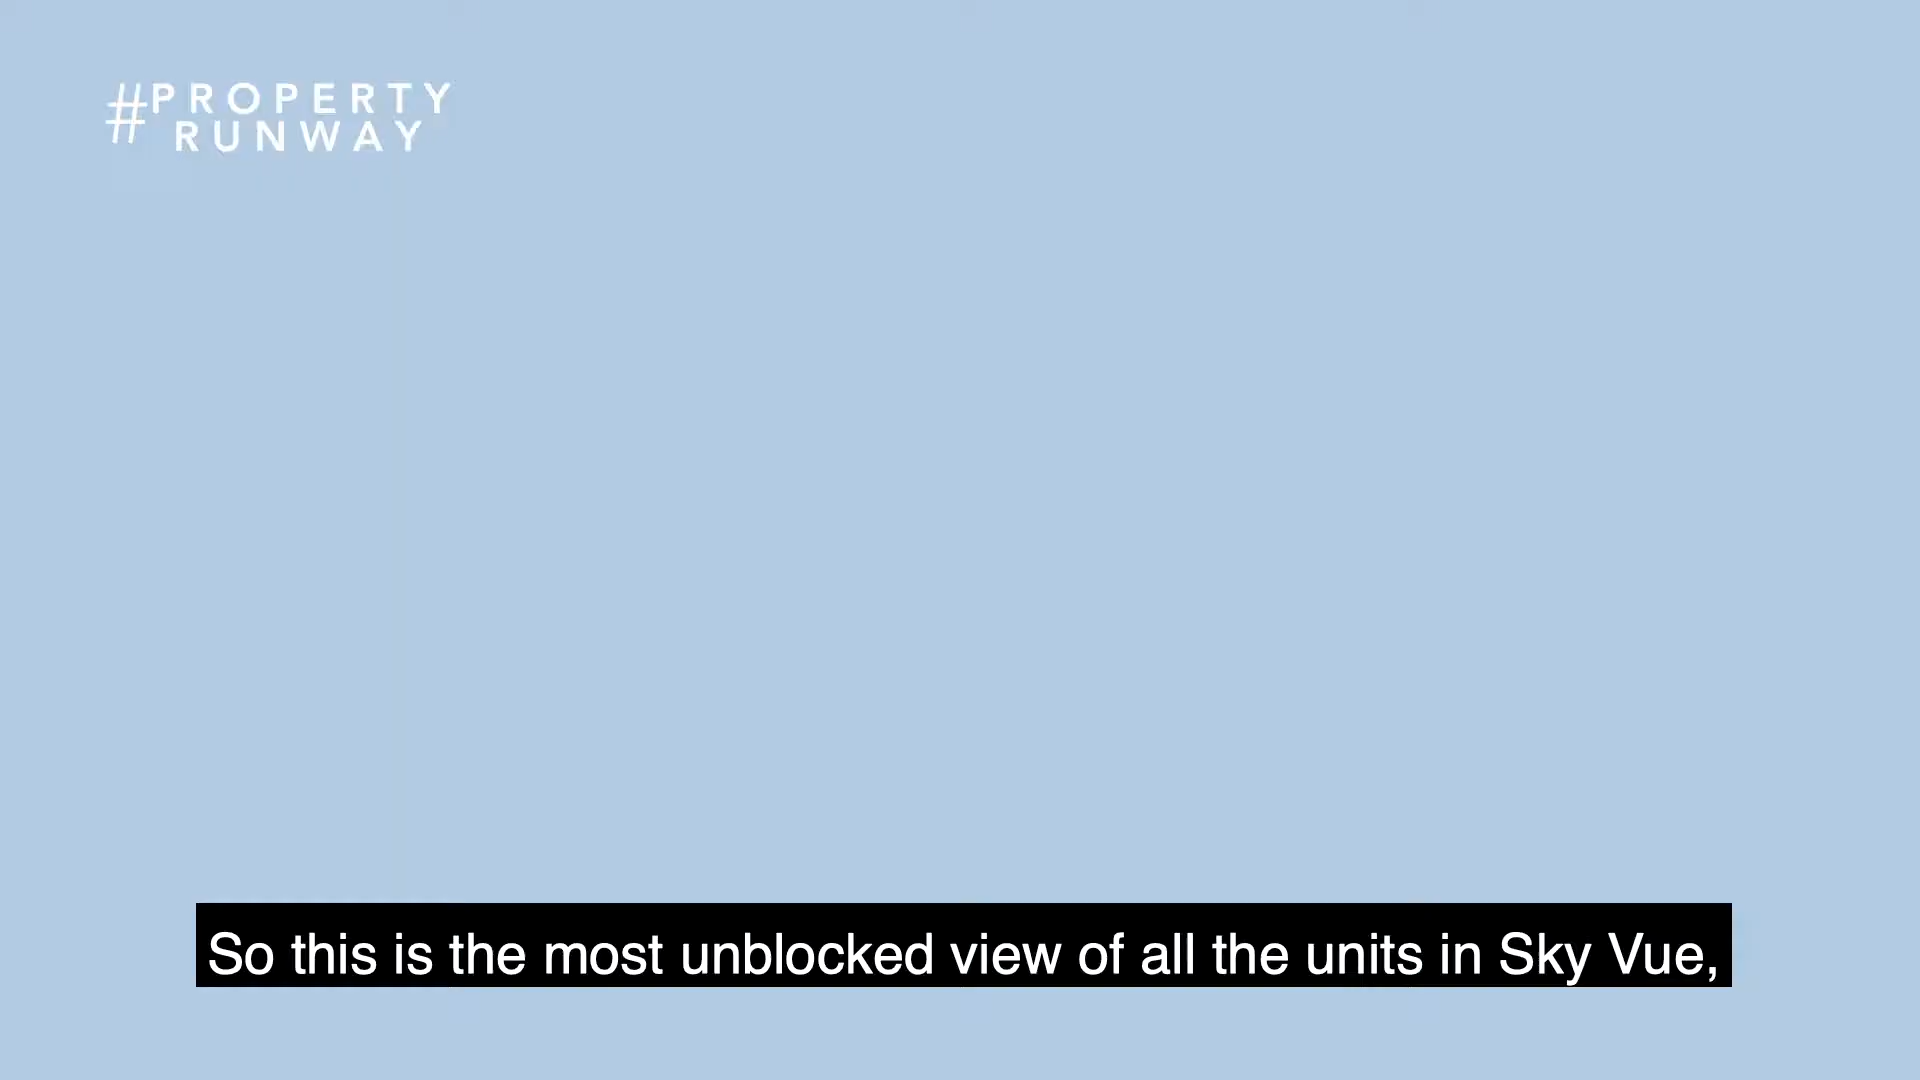 #PROPERTY
RUNWAY
So this is the most unblocked view of all the units in Sky Vue,